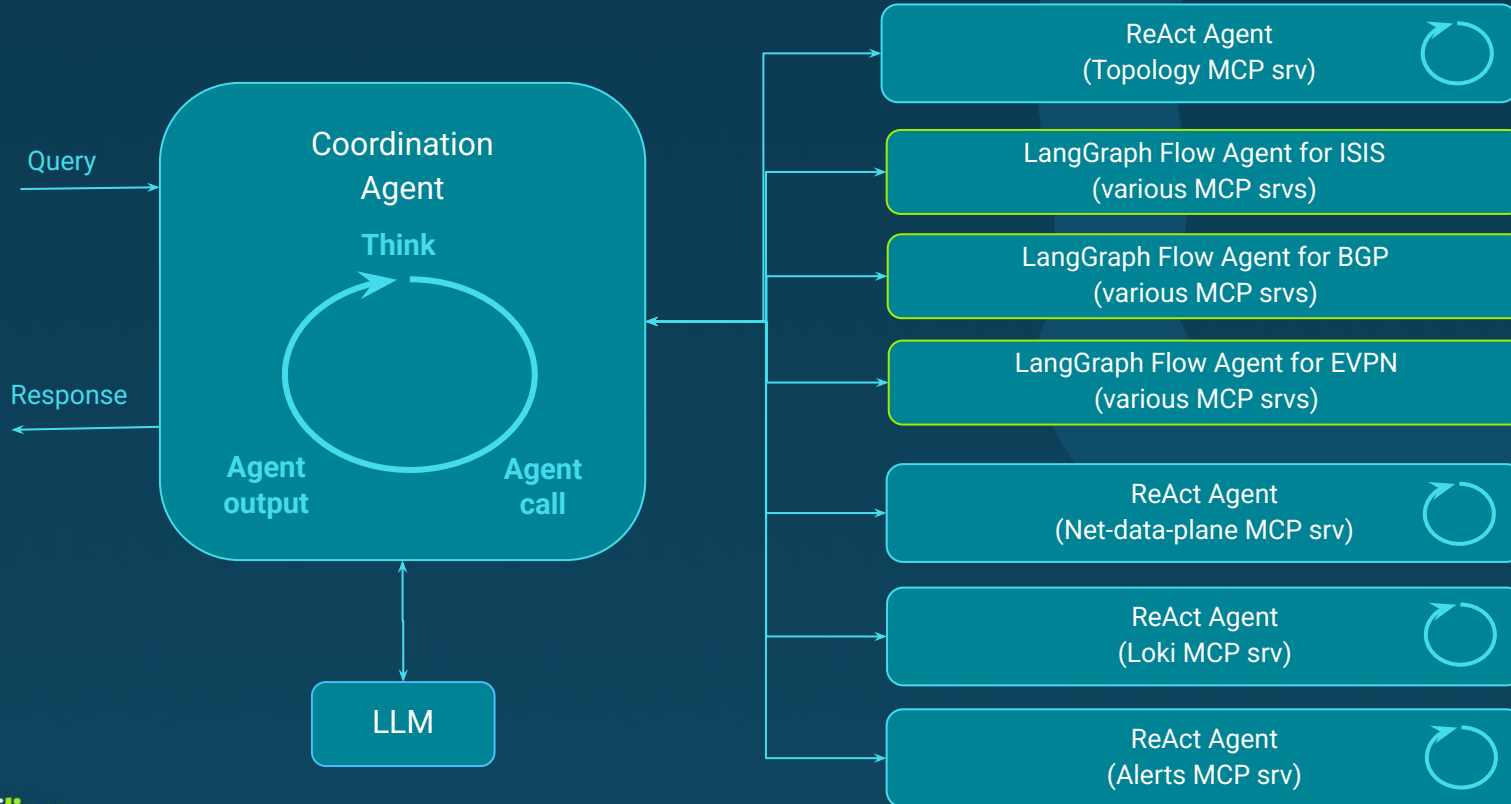 Query
Response
Coordination
Agent
Think
Agent
output
Agent
call
LLM
ReAct Agent
(Topology MCP srv)
LangGraph Flow Agent for ISIS
(various MCP srvs)
LangGraph Flow Agent for BGP
(various MCP srvs)
LangGraph Flow Agent for EVPN
(various MCP srvs)
ReAct Agent
(Net-data-plane MCP srv)
ReAct Agent
(Loki MCP srv)
ReAct Agent
(Alerts MCP srv)